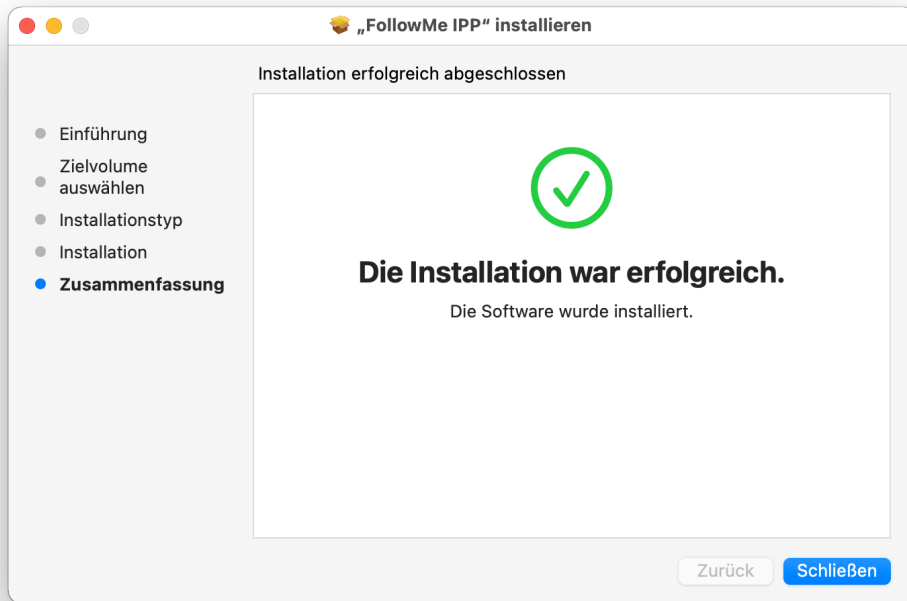 „FollowMe IPP“ installieren
Installation erfolgreich abgeschlossen
Einführung
Zielvolume
auswählen
Installationstyp
Installation
Zusammenfassung
Die Installation war erfolgreich.
Die Software wurde installiert.
Zurück
Schließen